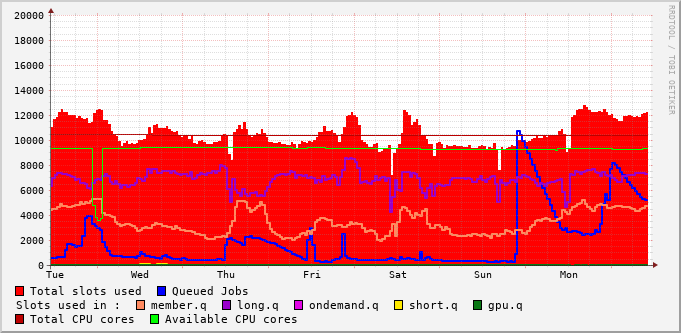 RRDTOOL / TOBI OETIKER
20000
18000
16000
14000
12000
10000
8000
6000
4000
2000
0
Tue Wed Thu Fri Sat Sun Mon
Total slots used Queued Jobs
Slots used in : member.q long.q ondemand.q short.q gpu.q
Total CPU cores Available CPU cores